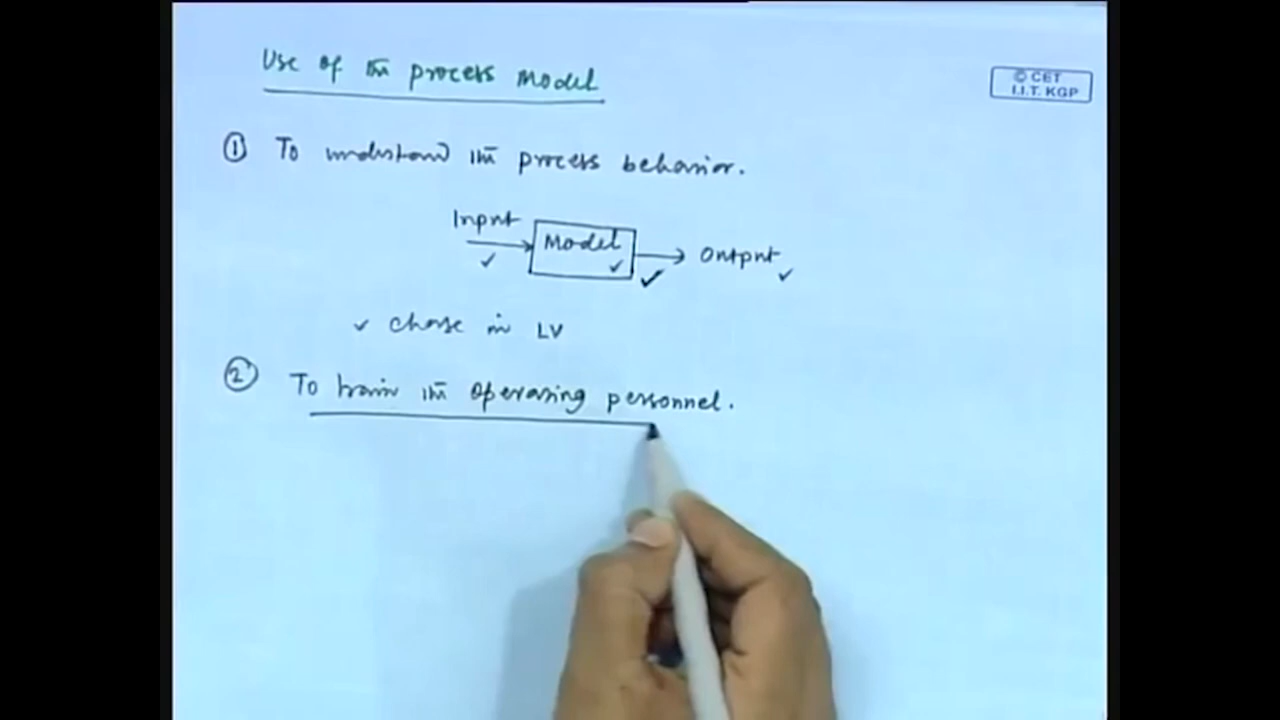 Use of the process Model
© CET
I.I.T. KGP
① To understand the process behavior.
Input
Model
Output
✓ Change in LV
② To train the operating personnel.